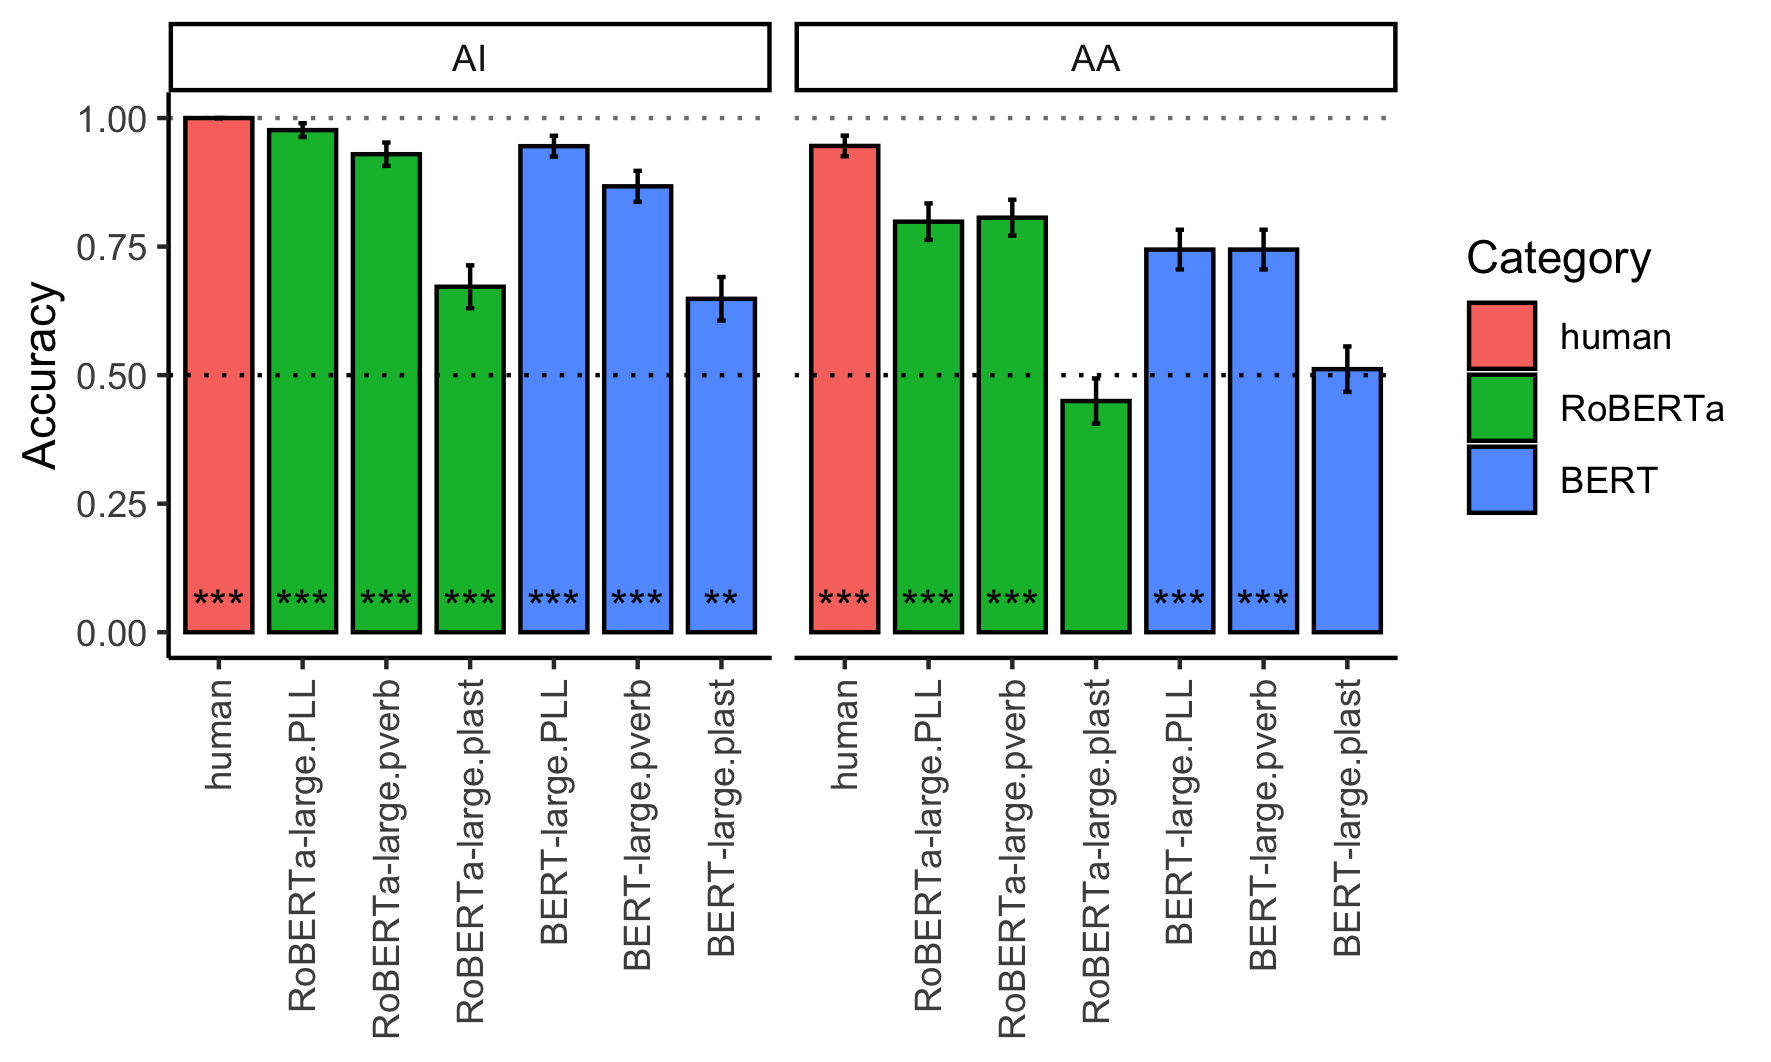 AI
AA
Accuracy
1.00
0.75
0.50
0.25
0.00
*** *** *** *** *** *** **
*** *** *** *** ***
human
RoBERTa-large.PLL
RoBERTa-large.pverb
RoBERTa-large.plast
BERT-large.PLL
BERT-large.pverb
BERT-large.plast
human
RoBERTa-large.PLL
RoBERTa-large.pverb
RoBERTa-large.plast
BERT-large.PLL
BERT-large.pverb
BERT-large.plast
Category
human
RoBERTa
BERT